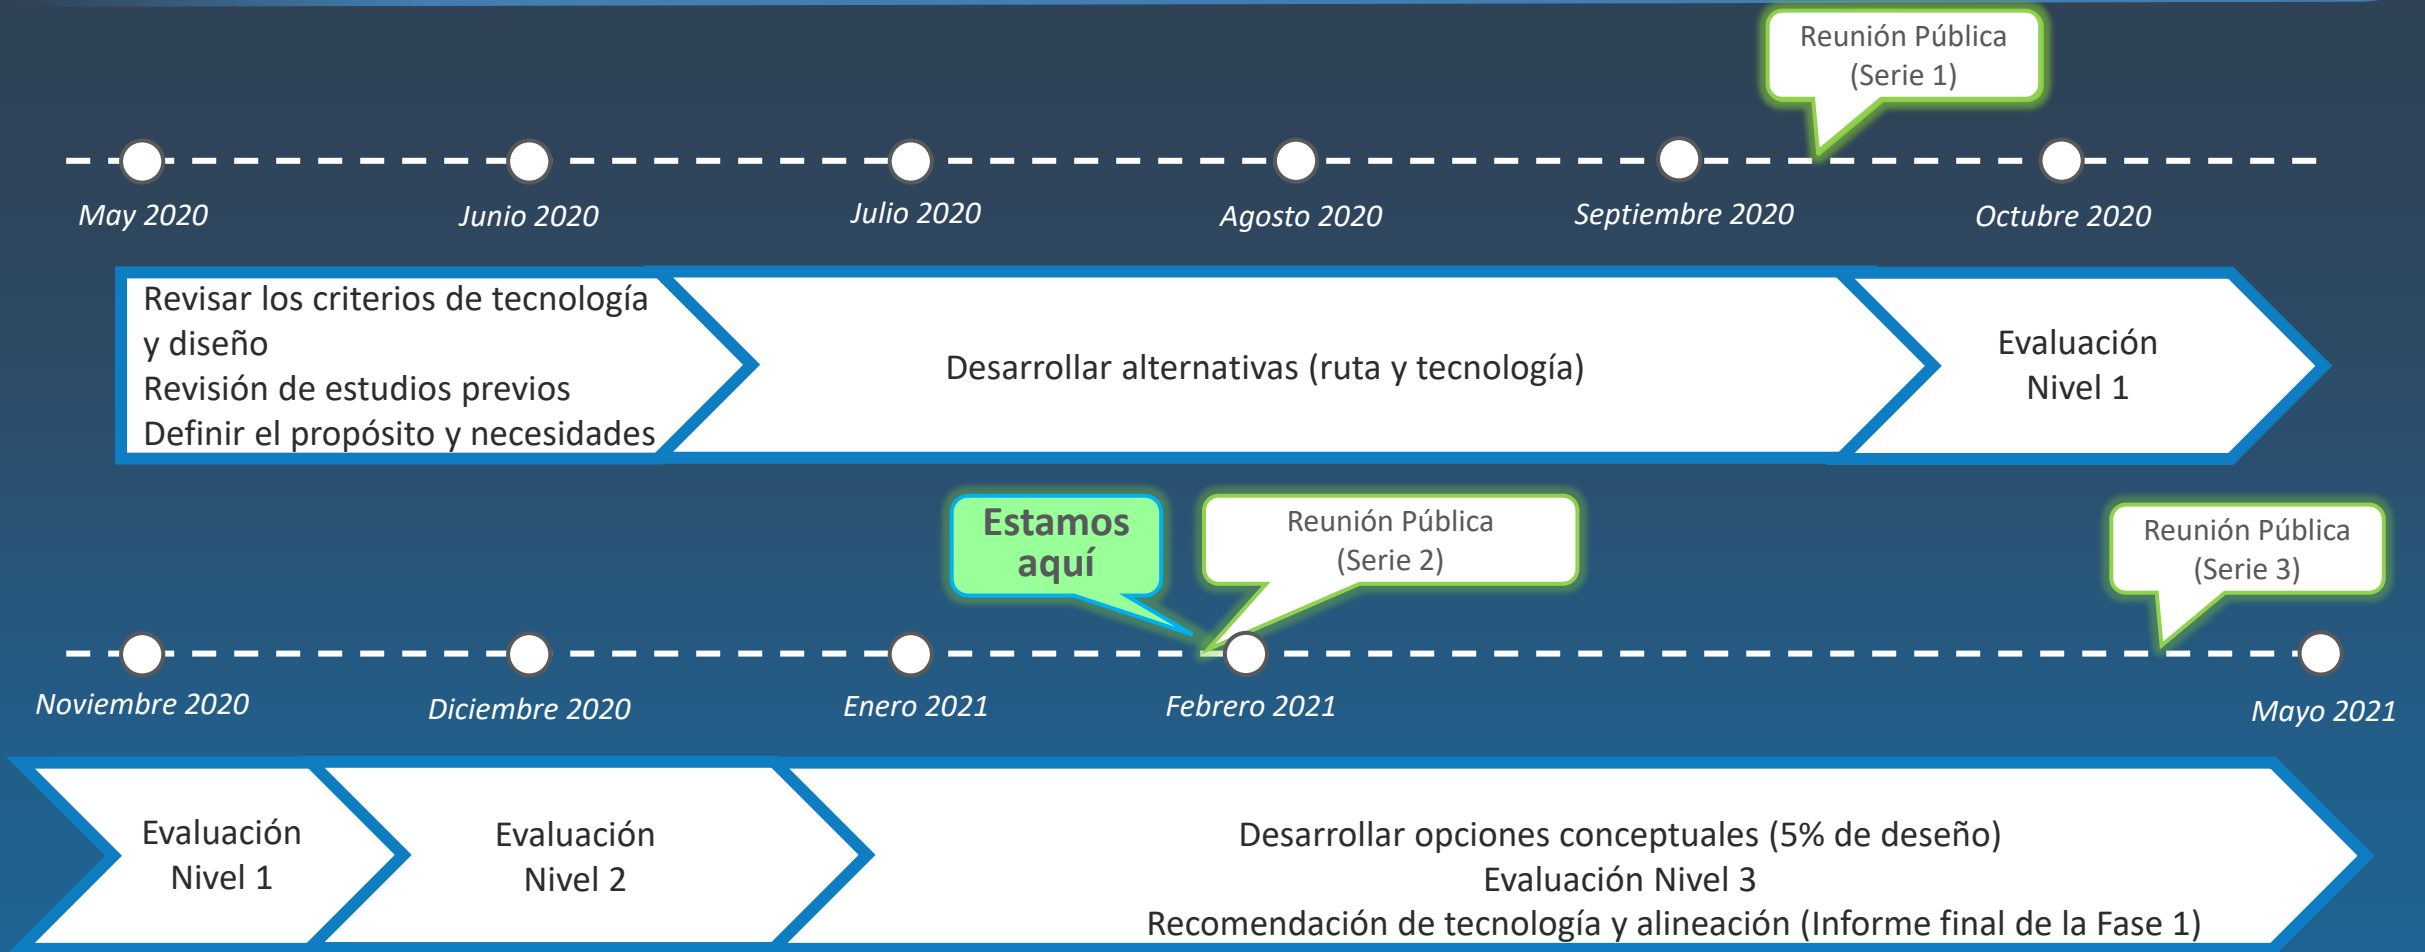 Reunión Pública
(Serie 1)
May 2020
Junio 2020
Julio 2020
Agosto 2020
Septiembre 2020
Octubre 2020
Revisar los criterios de tecnología
y diseño
Revisión de estudios previos
Definir el propósito y necesidades
Desarrollar alternativas (ruta y tecnología)
Evaluación
Nivel 1
Estamos
aquí
Reunión Pública
(Serie 2)
Reunión Pública
(Serie 3)
Noviembre 2020
Diciembre 2020
Enero 2021
Febrero 2021
Mayo 2021
Evaluación
Nivel 1
Evaluación
Nivel 2
Desarrollar opciones conceptuales (5% de deseño)
Evaluación Nivel 3
Recomendación de tecnología y alineación (Informe final de la Fase 1)